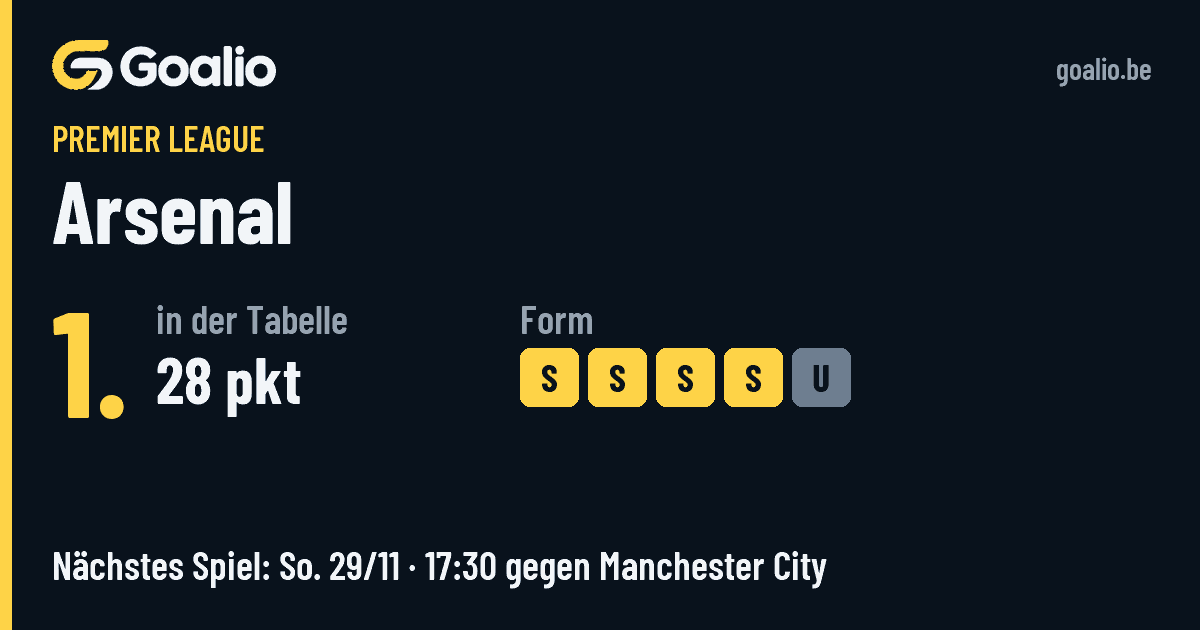 Goalio
goalio.be
PREMIER LEAGUE
Arsenal
1.
in der Tabelle
28 pkt
Form
S S S S U
Nächstes Spiel: So. 29/11 · 17:30 gegen Manchester City